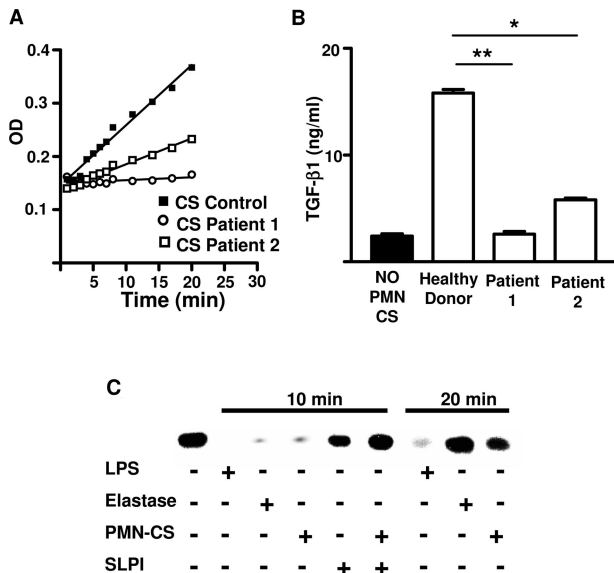 A
0.4
0.3
0.2
0.1
OD
5 10 15 20 25 30
Time (min)
CS Control
CS Patient 1
CS Patient 2
B
20
10
0
TGF-β1 (ng/ml)
*
**
NO PMN CS
Healthy Donor
Patient 1
Patient 2
C
10 min
20 min
LPS - + - - - - + - -
Elastase - - + - - - - + -
PMN-CS - - - + - + - - +
SLPI - - - - + + - - -